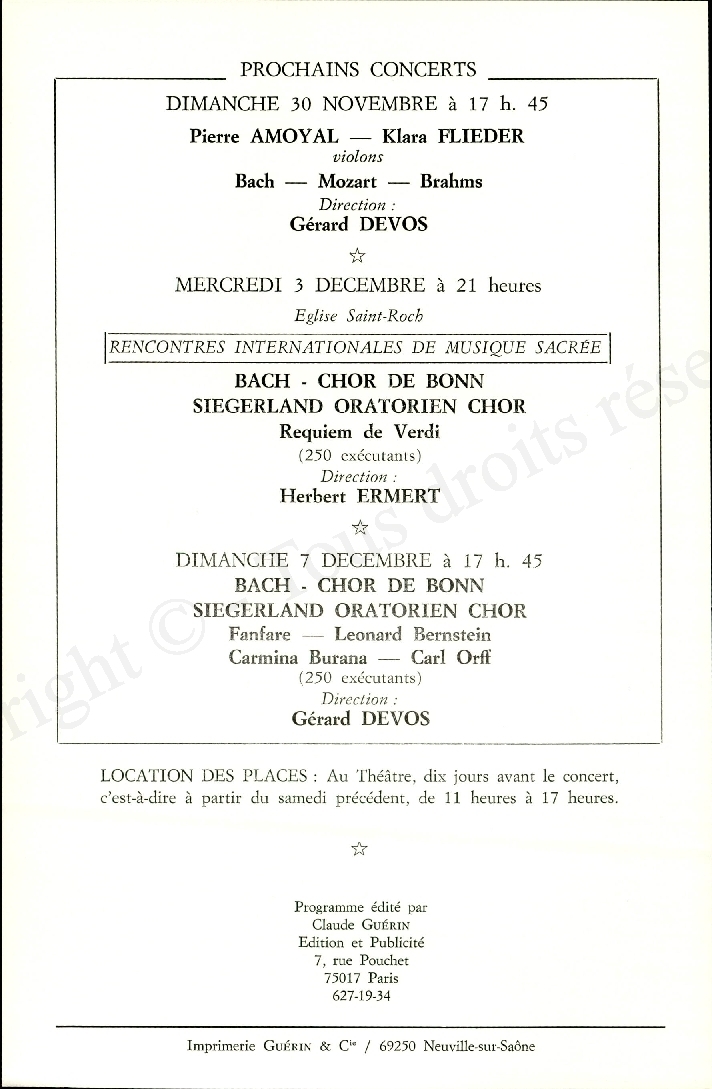 PROCHAINS CONCERTS
DIMANCHE 30 NOVEMBRE à 17 h. 45
Pierre AMOYAL — Klara FLIEDER
violons
Bach — Mozart — Brahms
Direction :
Gérard DEVOS
☆
MERCREDI 3 DECEMBRE à 21 heures
Eglise Saint-Roch
RENCONTRES INTERNATIONALES DE MUSIQUE SACRÉE
BACH - CHOR DE BONN
SIEGERLAND ORATORIEN CHOR
Requiem de Verdi
(250 exécutants)
Direction :
Herbert ERMERT
☆
DIMANCHE 7 DECEMBRE à 17 h. 45
BACH - CHOR DE BONN
SIEGERLAND ORATORIEN CHOR
Fanfare — Leonard Bernstein
Carmina Burana — Carl Orff
(250 exécutants)
Direction :
Gérard DEVOS
LOCATION DES PLACES : Au Théâtre, dix jours avant le concert,
c'est-à-dire à partir du samedi précédent, de 11 heures à 17 heures.
☆
Programme édité par
Claude GUÉRIN
Edition et Publicité
7, rue Pouchet
75017 Paris
627-19-34
Imprimerie GUÉRIN & Cie / 69250 Neuville-sur-Saône
right © - Tous droits rése